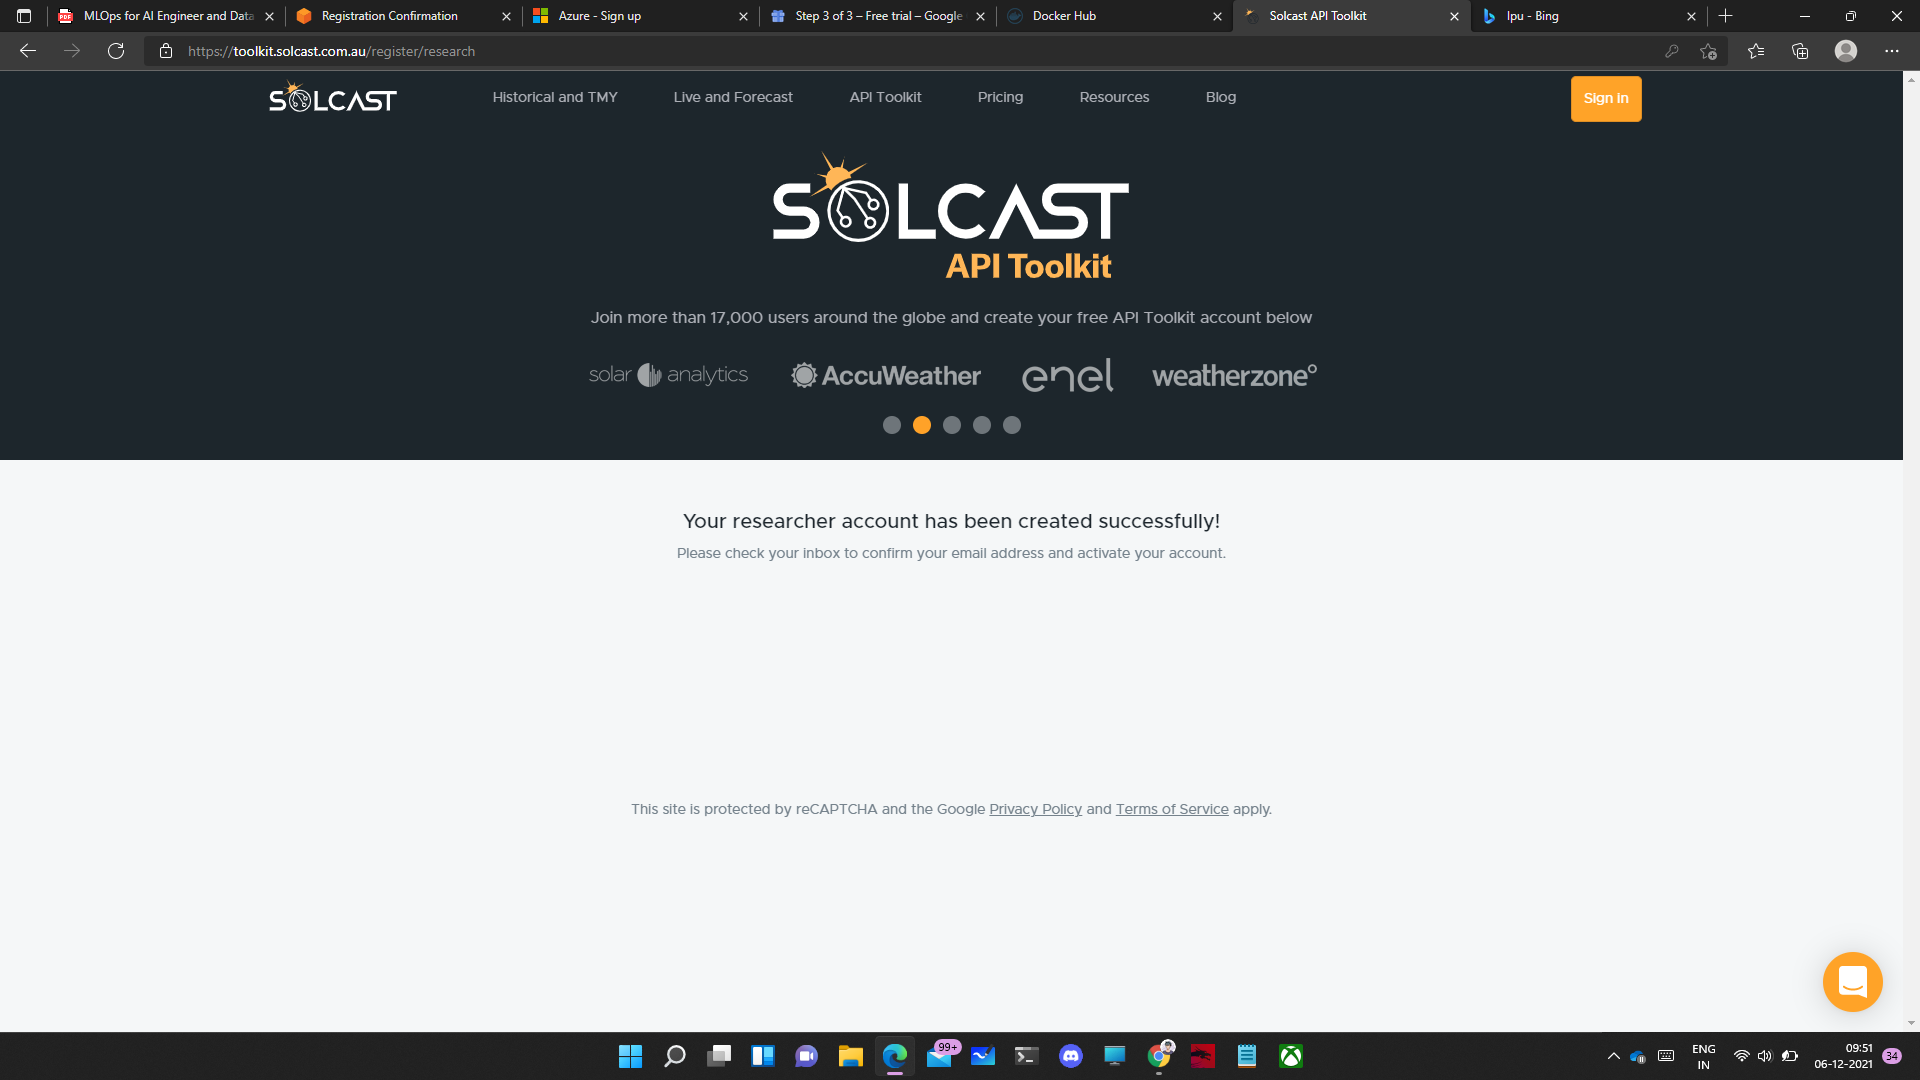 MLOps for AI Engineer and Data
Registration Confirmation
Azure - Sign up
Step 3 of 3 – Free trial – Google
Docker Hub
Solcast API Toolkit
Ipu - Bing
https://toolkit.solcast.com.au/register/research
SOLCAST
Historical and TMY
Live and Forecast
API Toolkit
Pricing
Resources
Blog
Sign in
SOLCAST
API Toolkit
Join more than 17,000 users around the globe and create your free API Toolkit account below
solar analytics
AccuWeather
enel
weatherzone°
Your researcher account has been created successfully!
Please check your inbox to confirm your email address and activate your account.
This site is protected by reCAPTCHA and the Google Privacy Policy and Terms of Service apply.
99+
ENG
IN
09:51
06-12-2021
34